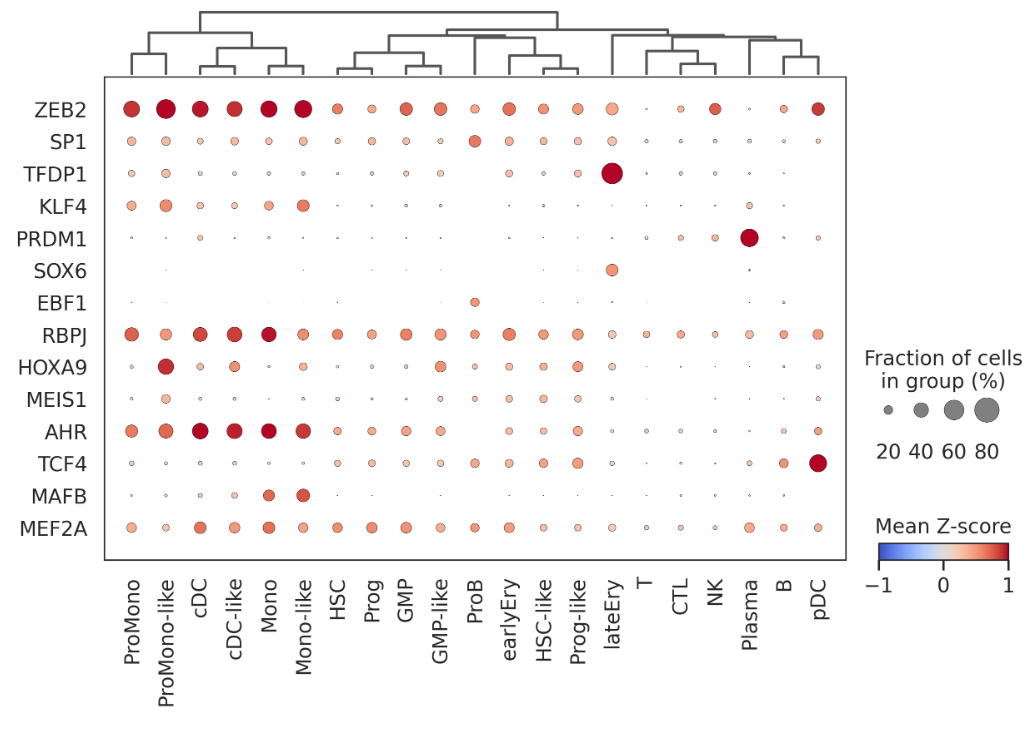 ZEB2
SP1
TFDP1
KLF4
PRDM1
SOX6
EBF1
RBPJ
HOXA9
MEIS1
AHR
TCF4
MAFB
MEF2A
ProMono
ProMono-like
cDC
cDC-like
Mono
Mono-like
HSC
Prog
GMP
GMP-like
ProB
earlyEry
HSC-like
Prog-like
lateEry
T
CTL
NK
Plasma
B
pDC
Fraction of cells
in group (%)
20 40 60 80
Mean Z-score
−1 0 1